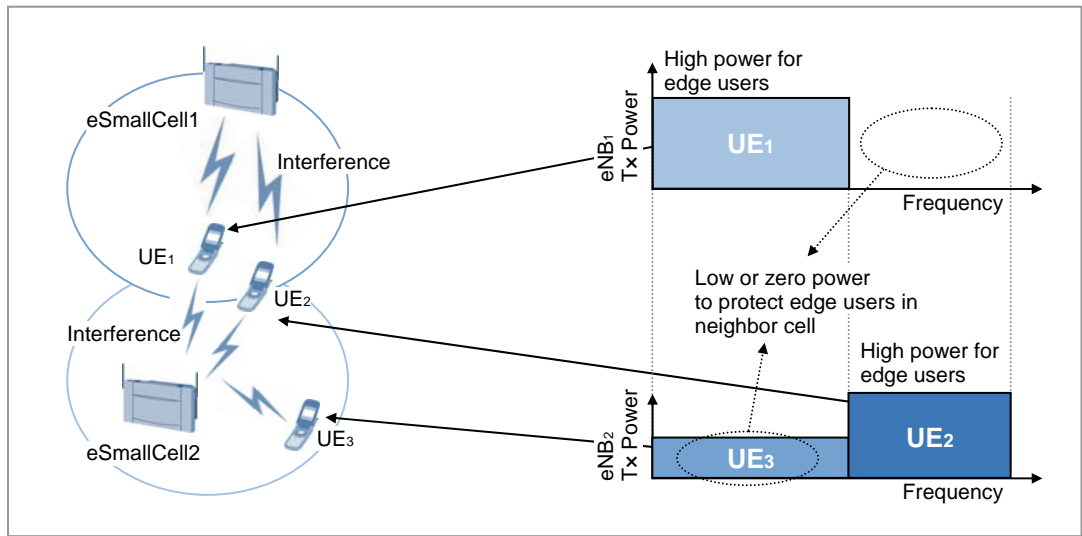 eSmallCell1
Interference
UE1
UE2
Interference
eSmallCell2
UE3
High power for
edge users
eNB1
Tx Power
UE1
Frequency
Low or zero power
to protect edge users in
neighbor cell
High power for
edge users
eNB2
Tx Power
UE3
UE2
Frequency